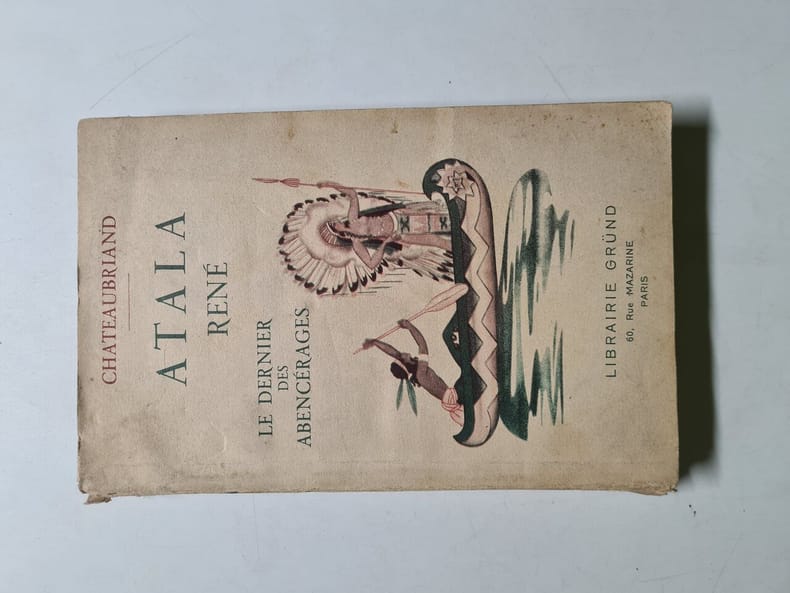 CHATEAUBRIAND
ATALA
RENÉ
LE DERNIER
DES
ABENCÉRAGES
LIBRAIRIE GRÜND
60, Rue MAZARINE
PARIS